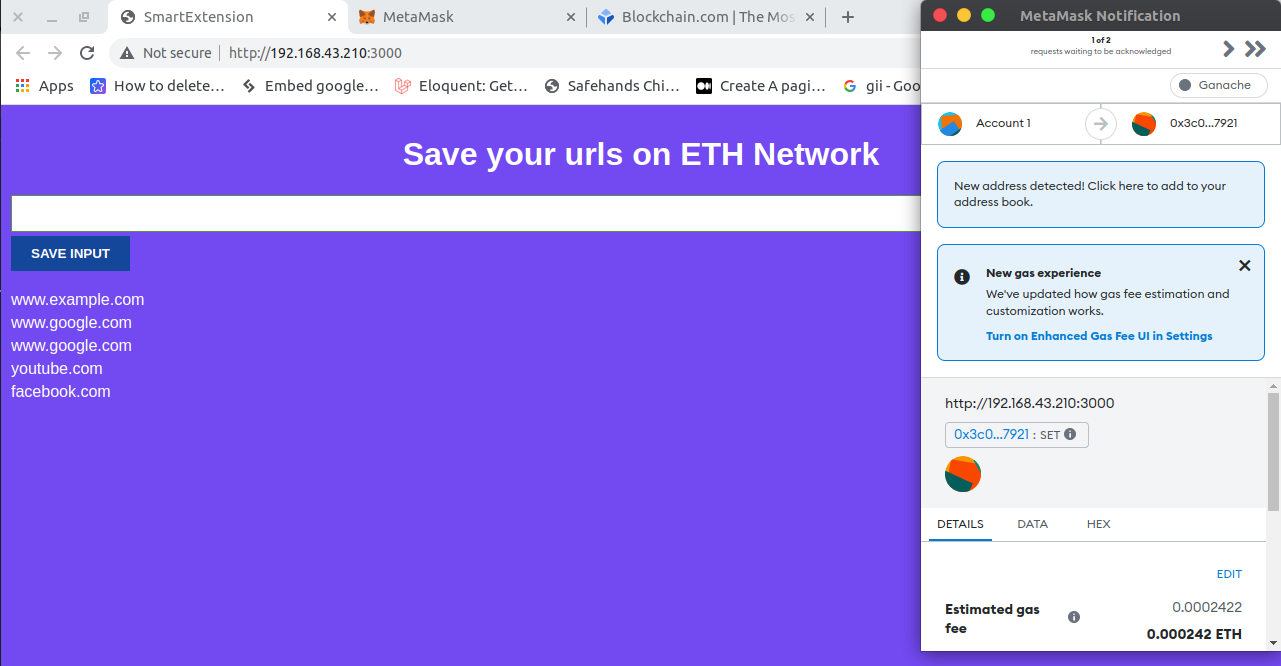 SmartExtension
MetaMask
Blockchain.com | The Mos
Not secure
http://192.168.43.210:3000
Apps
How to delete…
Embed google…
Eloquent: Get…
Safehands Chi…
Create A pagi…
gii - Goo
Save your urls on ETH Network
SAVE INPUT
www.example.com
www.google.com
www.google.com
youtube.com
facebook.com
MetaMask Notification
1 of 2
requests waiting to be acknowledged
Ganache
Account 1
0x3c0...7921
New address detected! Click here to add to your
address book.
New gas experience
We've updated how gas fee estimation and
customization works.
Turn on Enhanced Gas Fee UI in Settings
http://192.168.43.210:3000
0x3c0...7921 : SET
DETAILS
DATA
HEX
EDIT
Estimated gas
fee
0.0002422
0.000242 ETH